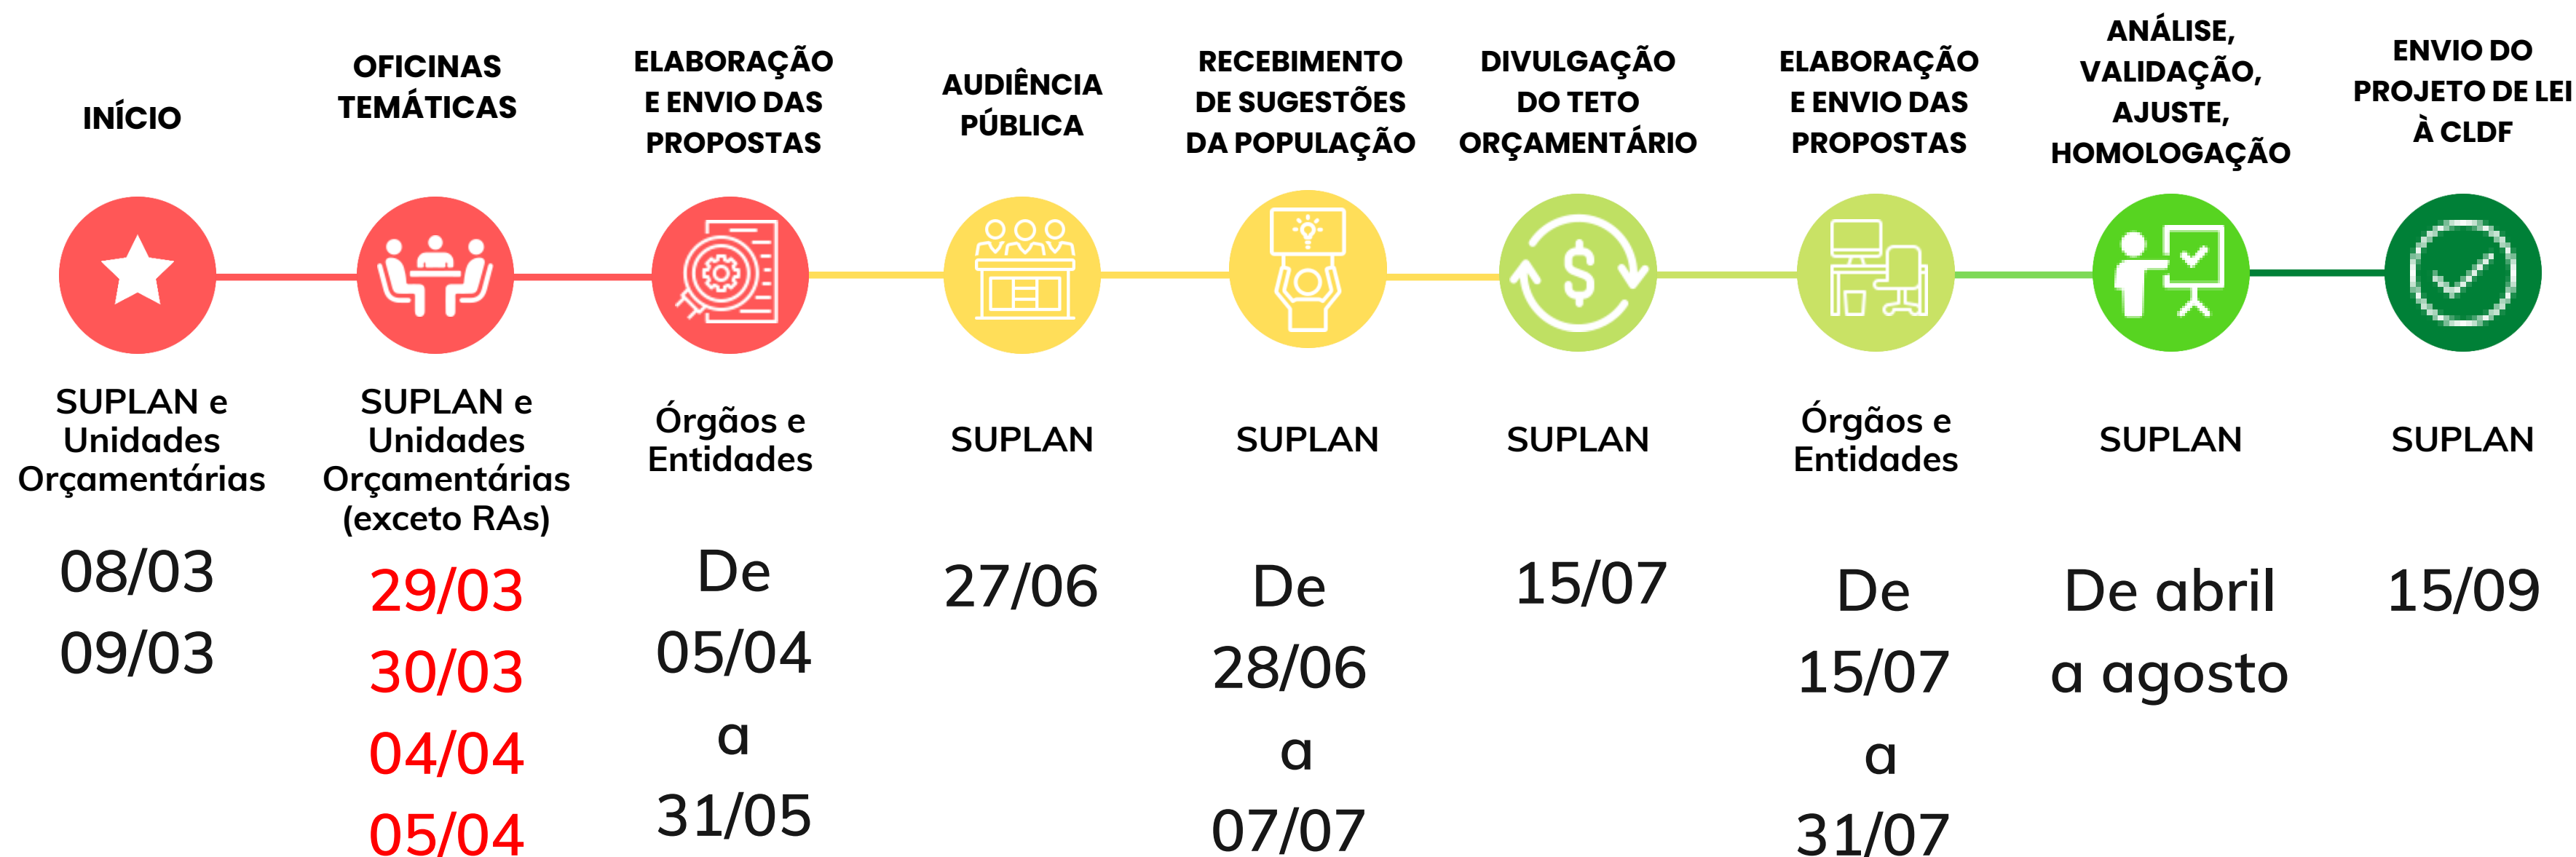 INÍCIO
OFICINAS
TEMÁTICAS
ELABORAÇÃO
E ENVIO DAS
PROPOSTAS
AUDIÊNCIA
PÚBLICA
RECEBIMENTO
DE SUGESTÕES
DA POPULAÇÃO
DIVULGAÇÃO
DO TETO
ORÇAMENTÁRIO
ELABORAÇÃO
E ENVIO DAS
PROPOSTAS
ANÁLISE,
VALIDAÇÃO,
AJUSTE,
HOMOLOGAÇÃO
ENVIO DO
PROJETO DE LEI
À CLDF
$
SUPLAN e
Unidades
Orçamentárias
SUPLAN e
Unidades
Orçamentárias
(exceto RAs)
Órgãos e
Entidades
SUPLAN
SUPLAN
SUPLAN
Órgãos e
Entidades
SUPLAN
SUPLAN
08/03
09/03
29/03
30/03
04/04
05/04
De
05/04
a
31/05
27/06
De
28/06
a
07/07
15/07
De
15/07
a
31/07
De abril
a agosto
15/09